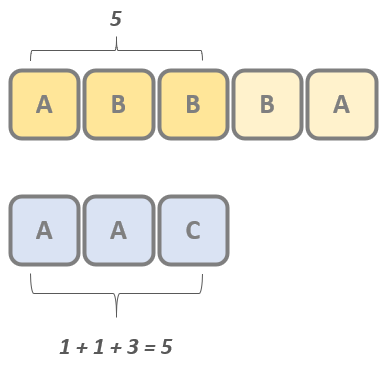 5
A B B B A
A A C
1 + 1 + 3 = 5